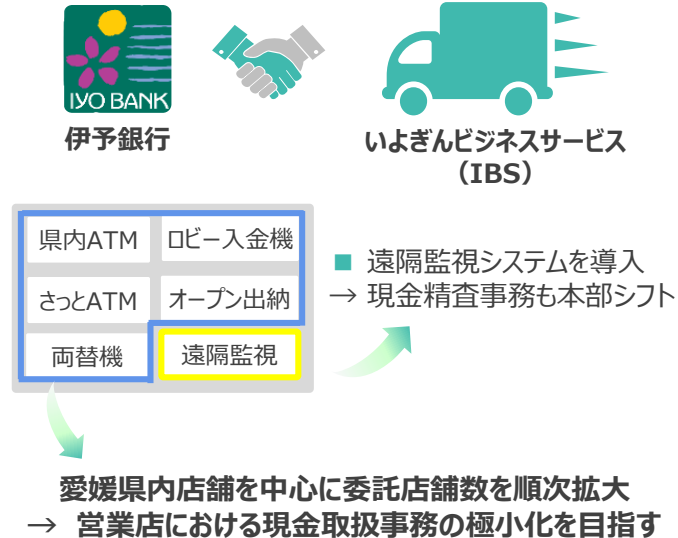 IYO BANK
伊予銀行
いよぎんビジネスサービス
（IBS）
県内ATM
ロビー入金機
さっとATM
オープン出納
両替機
遠隔監視
■ 遠隔監視システムを導入
→ 現金精査事務も本部シフト
愛媛県内店舗を中心に委託店舗数を順次拡大
→ 営業店における現金取扱事務の極小化を目指す